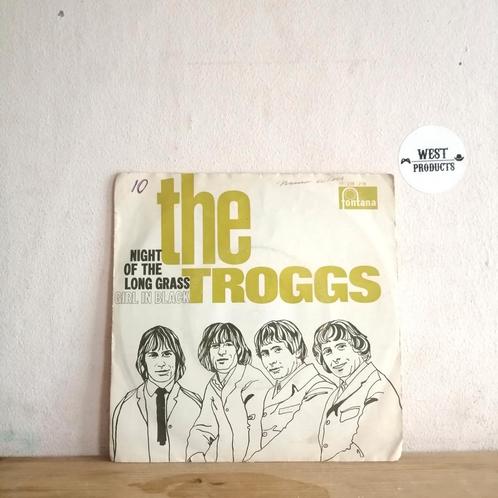 10
the
TROGGS
NIGHT
OF THE
LONG GRASS
GIRL IN BLACK
fontana
WEST
PRODUCTS